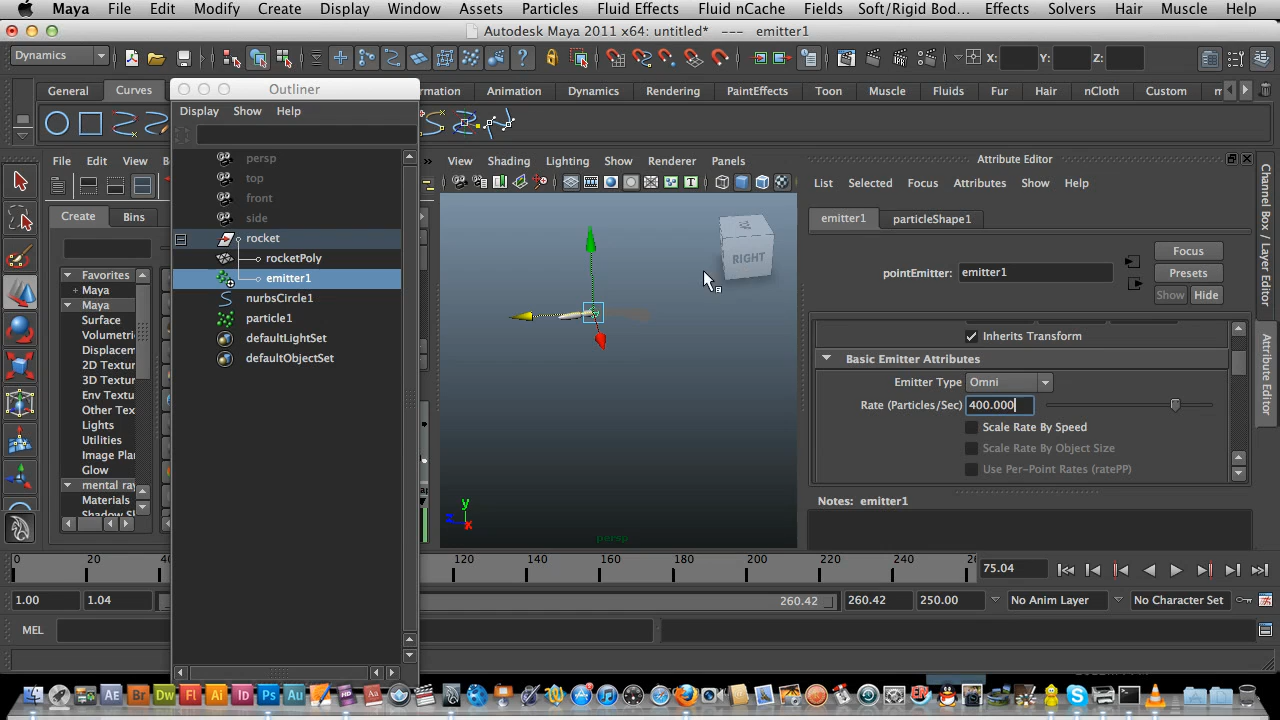 Maya File Edit Modify Create Display Window Assets Particles Fluid Effects Fluid nCache Fields Soft/Rigid Bod... Effects Solvers Hair Muscle Help
Autodesk Maya 2011 x64: untitled* --- emitter1
Dynamics
X: Y: Z:
Outliner
General Curves
rmation Animation Dynamics Rendering PaintEffects Toon Muscle Fluids Fur Hair nCloth Custom
Display Show Help
File Edit View
View Shading Lighting Show Renderer Panels
Attribute Editor
List Selected Focus Attributes Show Help
Create Bins
Favorites
Maya
Maya
Surface
Volumetri
Displacem
2D Textur
3D Textur
Env Textu
Other Tex
Lights
Utilities
Image Plan
Glow
mental ray
Materials
persp
top
front
side
rocket
rocketPoly
emitter1
nurbsCircle1
particle1
defaultLightSet
defaultObjectSet
RIGHT
y
z
x
persp
emitter1 particleShape1
Focus
pointEmitter: emitter1 Presets
Show Hide
Inherits Transform
Basic Emitter Attributes
Emitter Type Omni
Rate (Particles/Sec) 400.000
Scale Rate By Speed
Scale Rate By Object Size
Use Per-Point Rates (ratePP)
Notes: emitter1
Channel Box / Layer Editor
Attribute Editor
0 20 40 120 140 160 180 200 220 240 26 75.04
1.00 1.04 260.42 260.42 250.00 No Anim Layer No Character Set
MEL
AE Br Dw Fl Ai Id Ps Au